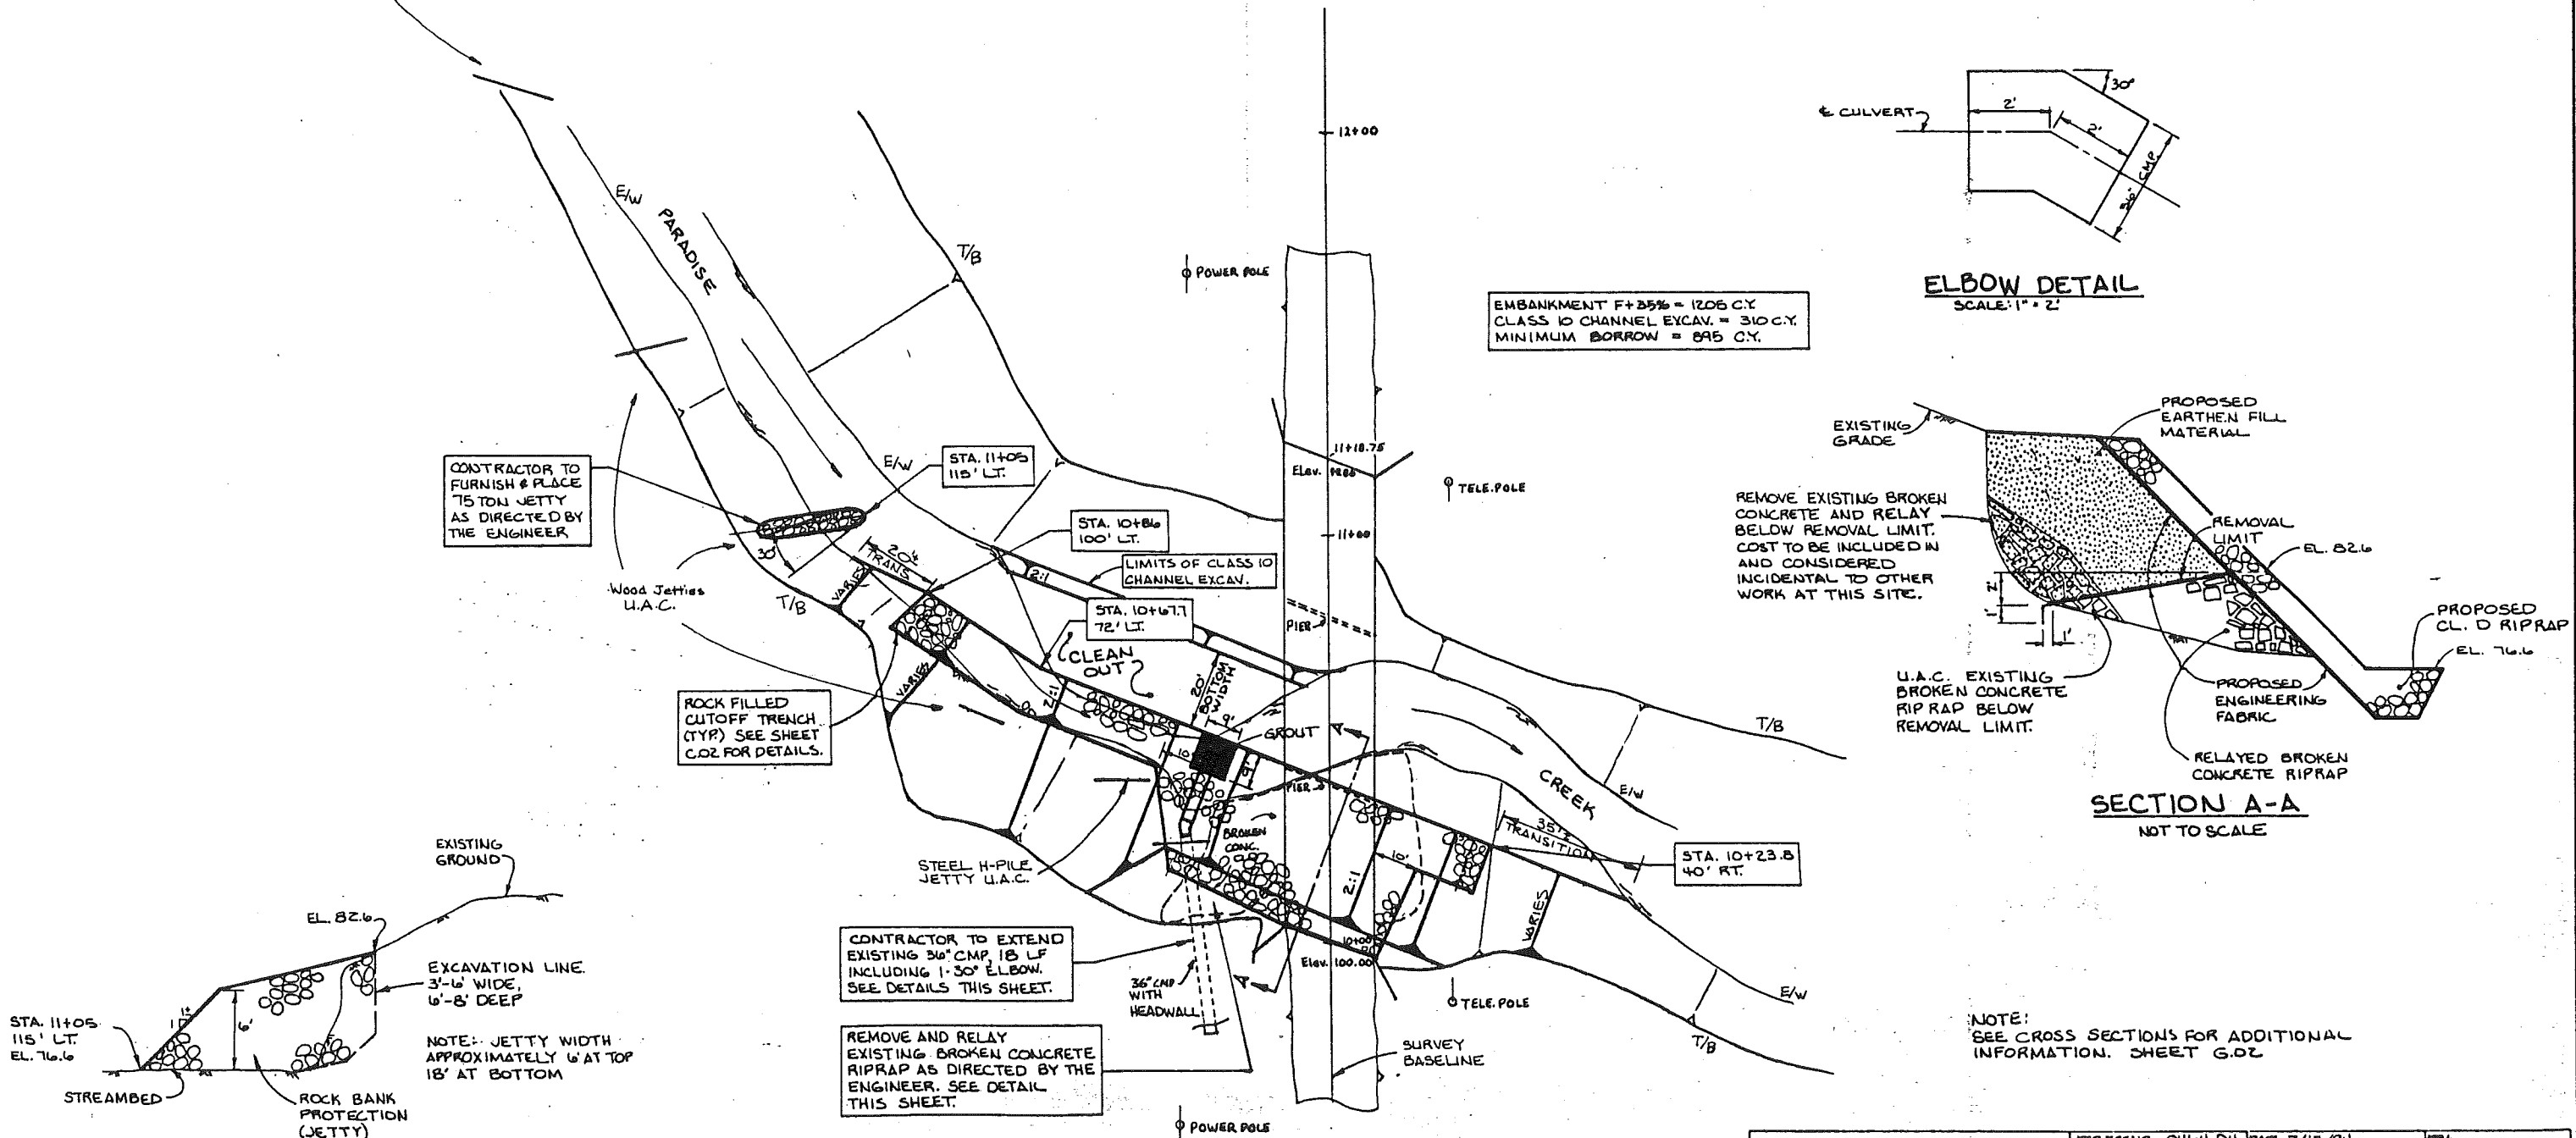 12+00
30°
₵ CULVERT
2'
2'
36" CMP
ELBOW DETAIL
SCALE: 1" = 2'
E/W
PARADISE
T/B
POWER POLE
EMBANKMENT F+35% = 1205 C.Y.
CLASS 10 CHANNEL EXCAV. = 310 C.Y.
MINIMUM BORROW = 895 C.Y.
CONTRACTOR TO
FURNISH & PLACE
75 TON JETTY
AS DIRECTED BY
THE ENGINEER
STA. 11+05
115' LT.
E/W
11+18.75
Elev.
TELE. POLE
STA. 10+86
100' LT.
11+00
LIMITS OF CLASS 10
CHANNEL EXCAV.
2:1
30'
20'±
TRANS
VARIES
Wood Jetties
U.A.C.
T/B
STA. 10+67.7
72' LT.
PIER
CLEAN
OUT
VARIES
2:1
20'
BOTTOM
WIDTH
9'
GROUT
A
10'
9'
ROCK FILLED
CUTOFF TRENCH
(TYP.) SEE SHEET
C.02 FOR DETAILS.
PIER
CREEK
E/W
T/B
BROKEN
CONC.
35'±
TRANSITION
STA. 10+23.8
40' RT.
10'
2:1
VARIES
STEEL H-PILE
JETTY U.A.C.
10+00
Elev. 100.00
A
CONTRACTOR TO EXTEND
EXISTING 36" CMP, 18 LF
INCLUDING 1-30° ELBOW.
SEE DETAILS THIS SHEET.
36" CMP
WITH
HEADWALL
TELE. POLE
E/W
T/B
REMOVE AND RELAY
EXISTING BROKEN CONCRETE
RIPRAP AS DIRECTED BY THE
ENGINEER. SEE DETAIL
THIS SHEET.
SURVEY
BASELINE
POWER POLE
EXISTING
GRADE
PROPOSED
EARTHEN FILL
MATERIAL
REMOVE EXISTING BROKEN
CONCRETE AND RELAY
BELOW REMOVAL LIMIT.
COST TO BE INCLUDED IN
AND CONSIDERED
INCIDENTAL TO OTHER
WORK AT THIS SITE.
REMOVAL
LIMIT
EL. 82.6
2'
1'
1'
PROPOSED
CL. D RIPRAP
EL. 76.6
U.A.C. EXISTING
BROKEN CONCRETE
RIP RAP BELOW
REMOVAL LIMIT.
PROPOSED
ENGINEERING
FABRIC
RELAYED BROKEN
CONCRETE RIPRAP
SECTION A-A
NOT TO SCALE
EXISTING
GROUND
EL. 82.6
EXCAVATION LINE.
3'-6' WIDE,
6'-8' DEEP
STA. 11+05
115' LT.
EL. 76.6
1±
1
6'
NOTE: JETTY WIDTH
APPROXIMATELY 6' AT TOP
18' AT BOTTOM
STREAMBED
ROCK BANK
PROTECTION
(JETTY)
NOTE:
SEE CROSS SECTIONS FOR ADDITIONAL
INFORMATION. SHEET G.02